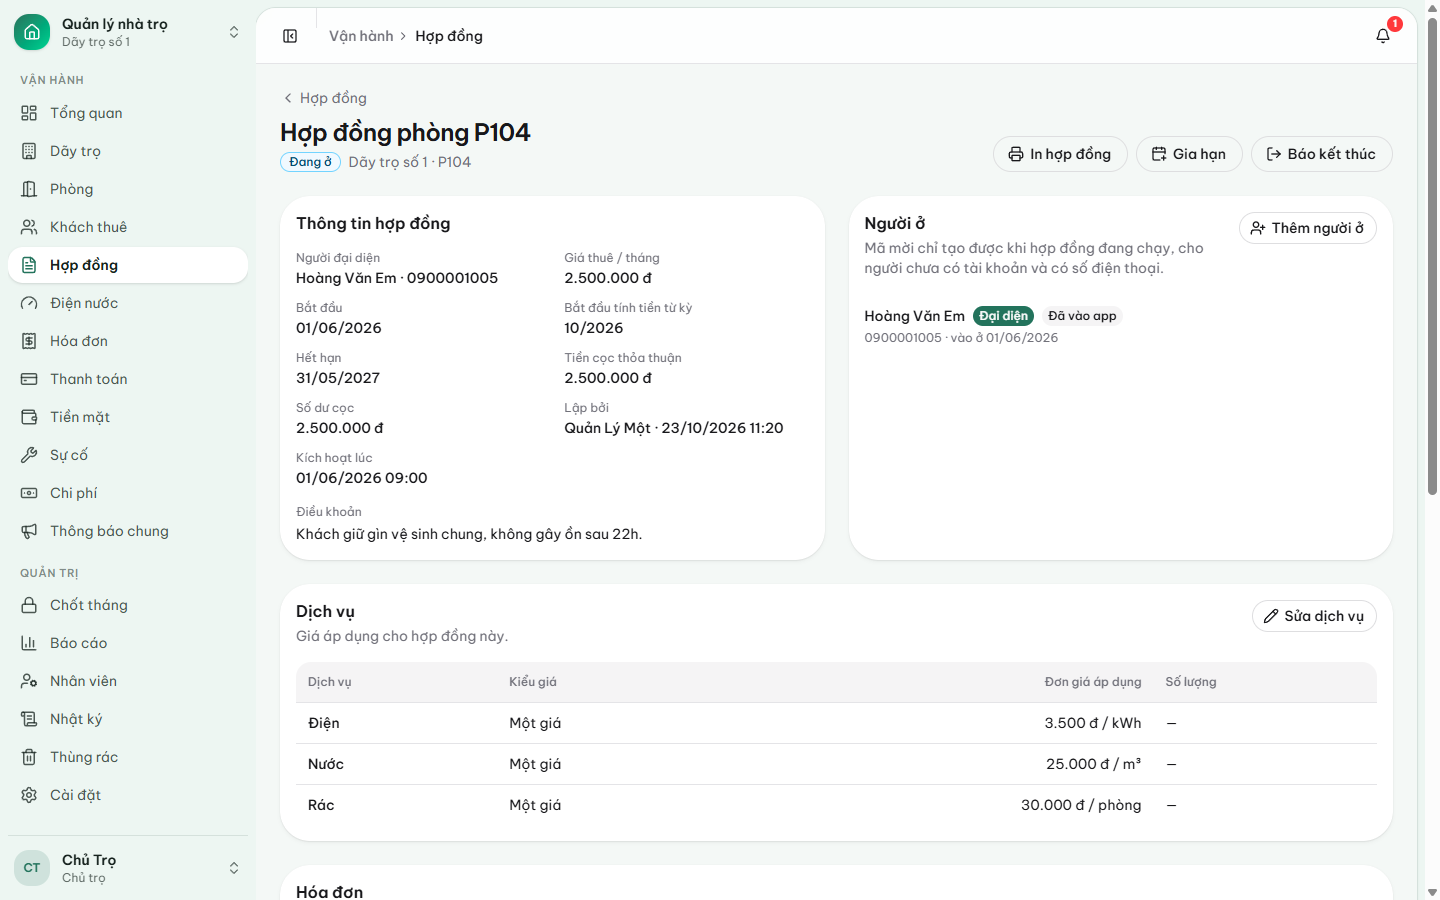 Quản lý nhà trọ
Dãy trọ số 1
VẬN HÀNH
Tổng quan
Dãy trọ
Phòng
Khách thuê
Hợp đồng
Điện nước
Hóa đơn
Thanh toán
Tiền mặt
Sự cố
Chi phí
Thông báo chung
QUẢN TRỊ
Chốt tháng
Báo cáo
Nhân viên
Nhật ký
Thùng rác
Cài đặt
CT
Chủ Trọ
Chủ trọ
Vận hành > Hợp đồng
1
Hợp đồng
Hợp đồng phòng P104
Đang ở Dãy trọ số 1 · P104
In hợp đồng
Gia hạn
Báo kết thúc
Thông tin hợp đồng
Người đại diện
Hoàng Văn Em · 0900001005
Giá thuê / tháng
2.500.000 đ
Bắt đầu
01/06/2026
Bắt đầu tính tiền từ kỳ
10/2026
Hết hạn
31/05/2027
Tiền cọc thỏa thuận
2.500.000 đ
Số dư cọc
2.500.000 đ
Lập bởi
Quản Lý Một · 23/10/2026 11:20
Kích hoạt lúc
01/06/2026 09:00
Điều khoản
Khách giữ gìn vệ sinh chung, không gây ồn sau 22h.
Người ở
Thêm người ở
Mã mời chỉ tạo được khi hợp đồng đang chạy, cho
người chưa có tài khoản và có số điện thoại.
Hoàng Văn Em Đại diện Đã vào app
0900001005 · vào ở 01/06/2026
Dịch vụ
Giá áp dụng cho hợp đồng này.
Sửa dịch vụ
Dịch vụ Kiểu giá Đơn giá áp dụng Số lượng
Điện Một giá 3.500 đ / kWh —
Nước Một giá 25.000 đ / m³ —
Rác Một giá 30.000 đ / phòng —
Hóa đơn